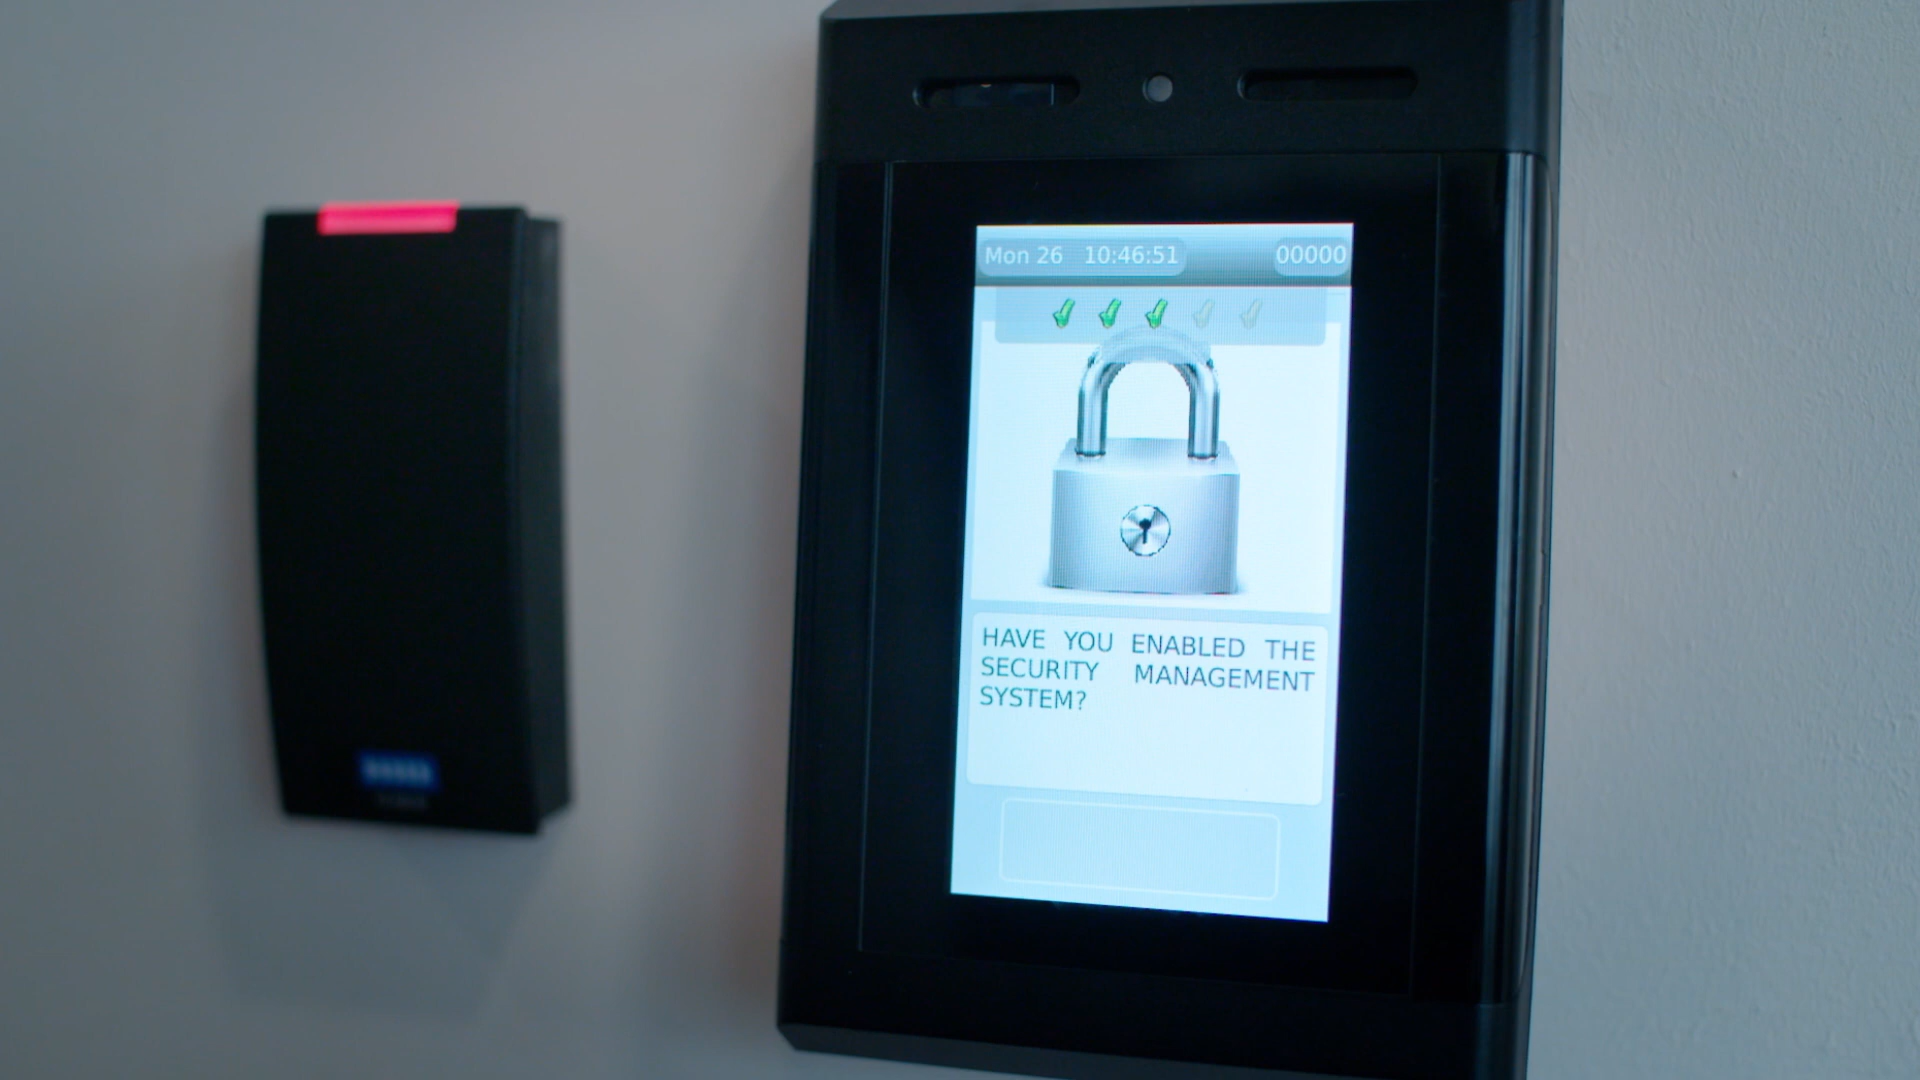 Mon 26 10:46:51 00000
HAVE YOU ENABLED THE
SECURITY MANAGEMENT
SYSTEM?